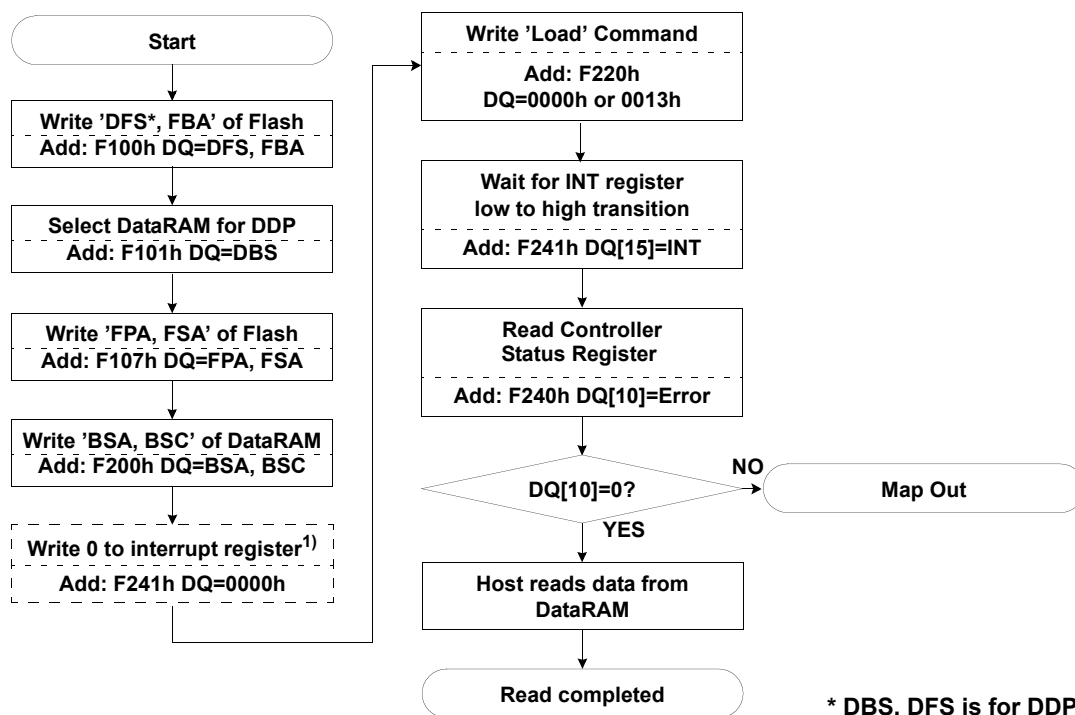 Start
Write 'DFS*, FBA' of Flash
Add: F100h DQ=DFS, FBA
Select DataRAM for DDP
Add: F101h DQ=DBS
Write 'FPA, FSA' of Flash
Add: F107h DQ=FPA, FSA
Write 'BSA, BSC' of DataRAM
Add: F200h DQ=BSA, BSC
Write 0 to interrupt register1)
Add: F241h DQ=0000h
Write 'Load' Command
Add: F220h
DQ=0000h or 0013h
Wait for INT register
low to high transition
Add: F241h DQ[15]=INT
Read Controller
Status Register
Add: F240h DQ[10]=Error
DQ[10]=0?
NO
Map Out
YES
Host reads data from
DataRAM
Read completed
* DBS, DFS is for DDP